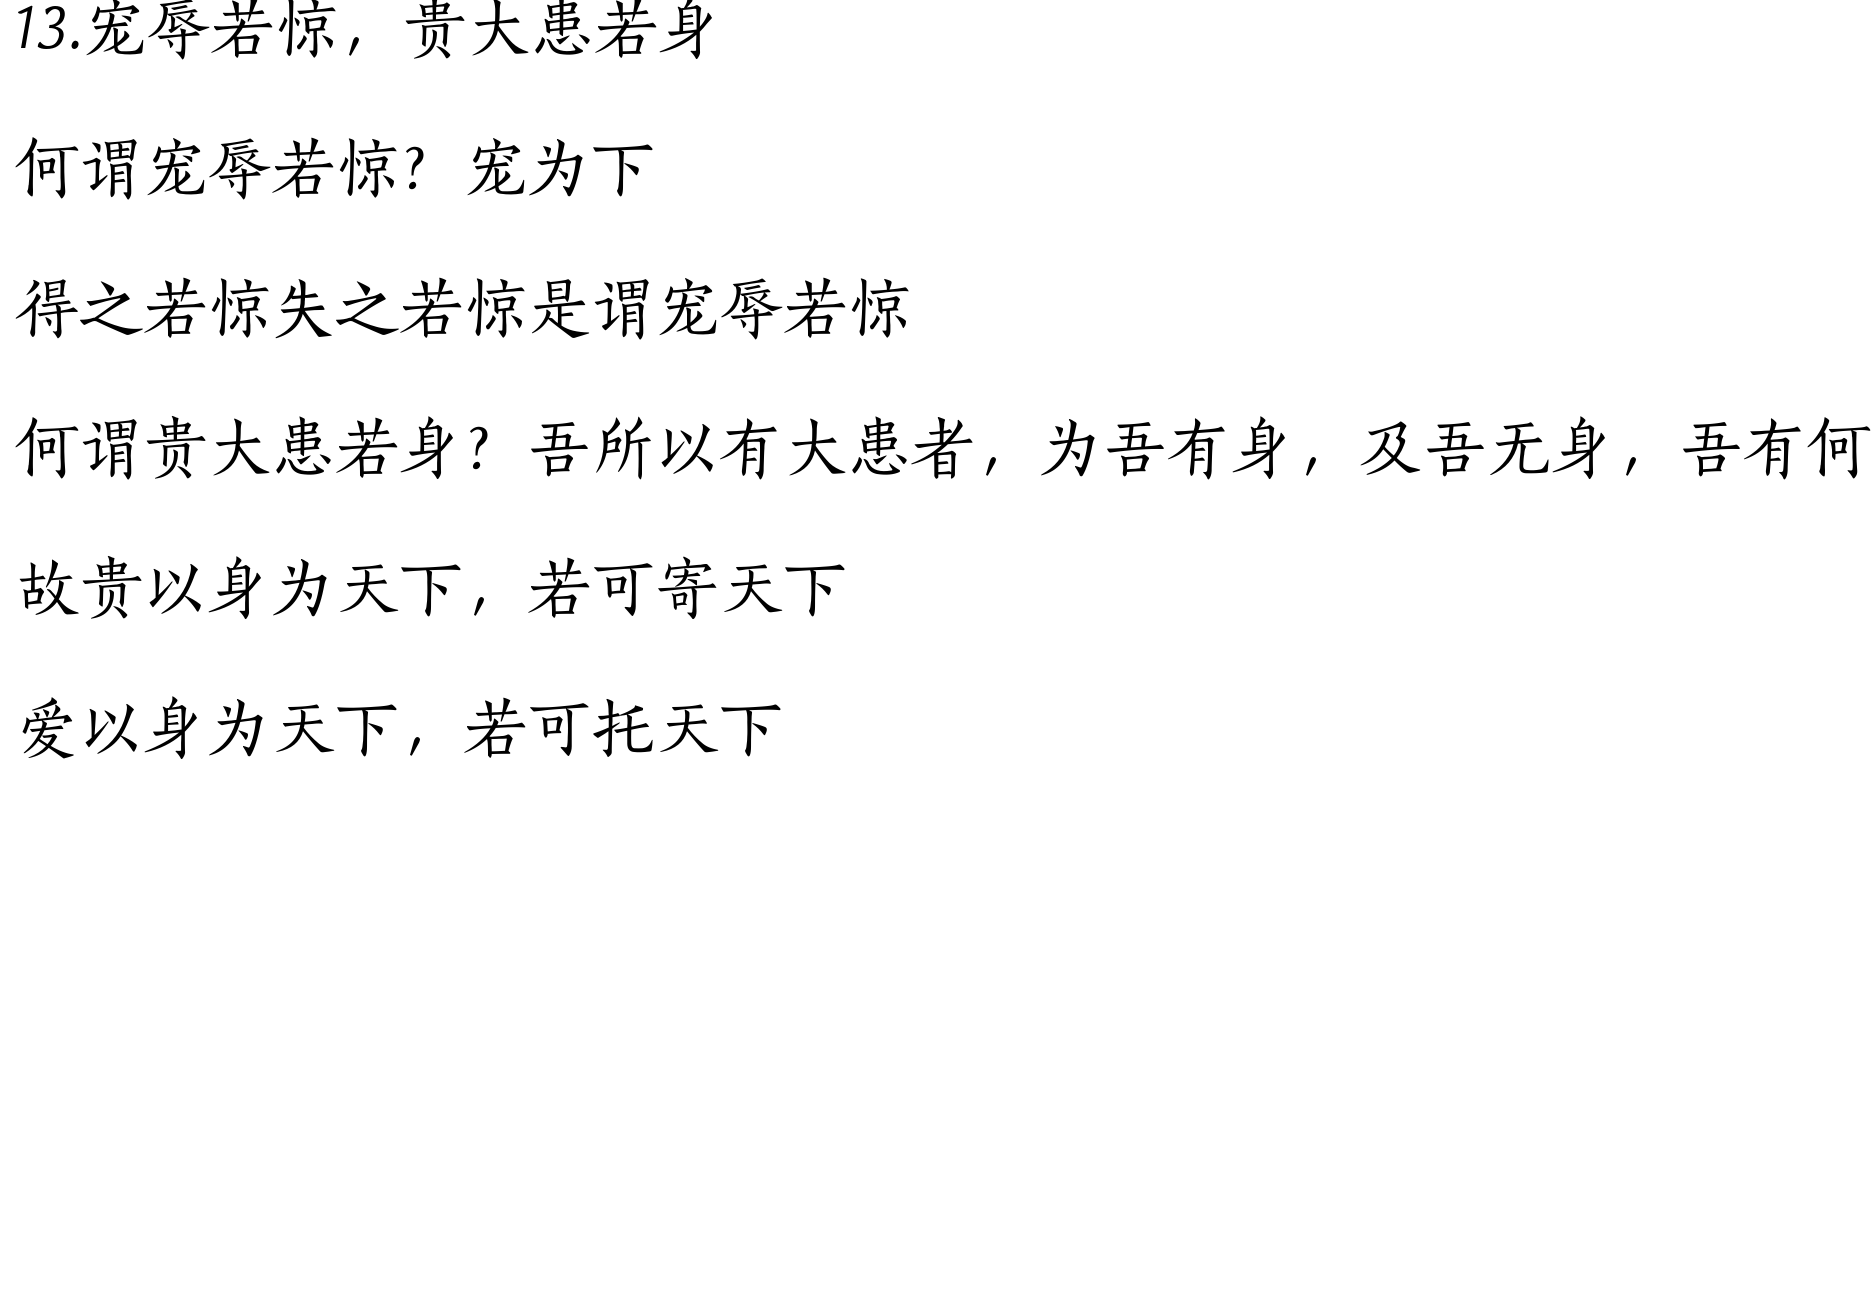 13.宠辱若惊，贵大患若身
何谓宠辱若惊？宠为下
得之若惊失之若惊是谓宠辱若惊
何谓贵大患若身？吾所以有大患者，为吾有身，及吾无身，吾有何
故贵以身为天下，若可寄天下
爱以身为天下，若可托天下